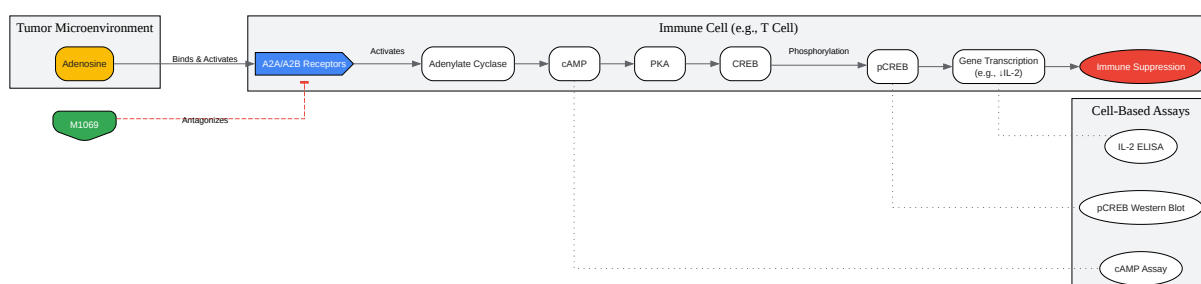 Tumor Microenvironment
Immune Cell (e.g., T Cell)
Adenosine
Binds & Activates
A2A/A2B Receptors
Activates
Adenylate Cyclase
cAMP
PKA
CREB
Phosphorylation
pCREB
Gene Transcription
(e.g., ↓IL-2)
Immune Suppression
M1069
Antagonizes
Cell-Based Assays
IL-2 ELISA
pCREB Western Blot
cAMP Assay